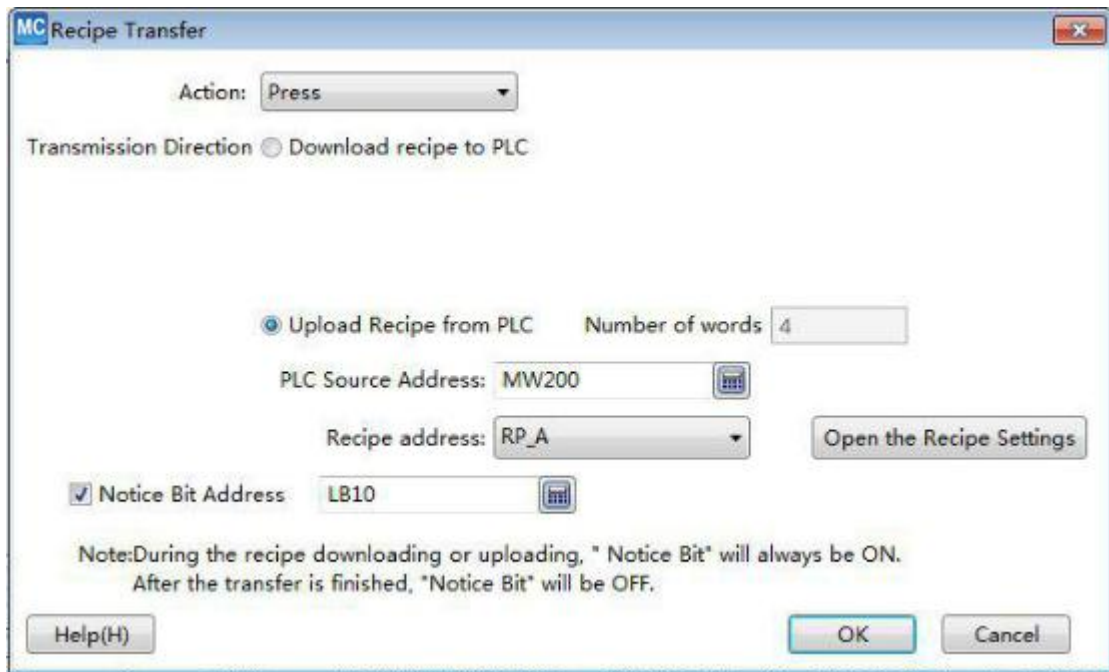 MC Recipe Transfer
Action: Press
Transmission Direction Download recipe to PLC
Upload Recipe from PLC Number of words 4
PLC Source Address: MW200
Recipe address: RP_A Open the Recipe Settings
Notice Bit Address LB10
Note:During the recipe downloading or uploading, " Notice Bit" will always be ON.
After the transfer is finished, "Notice Bit" will be OFF.
Help(H) OK Cancel